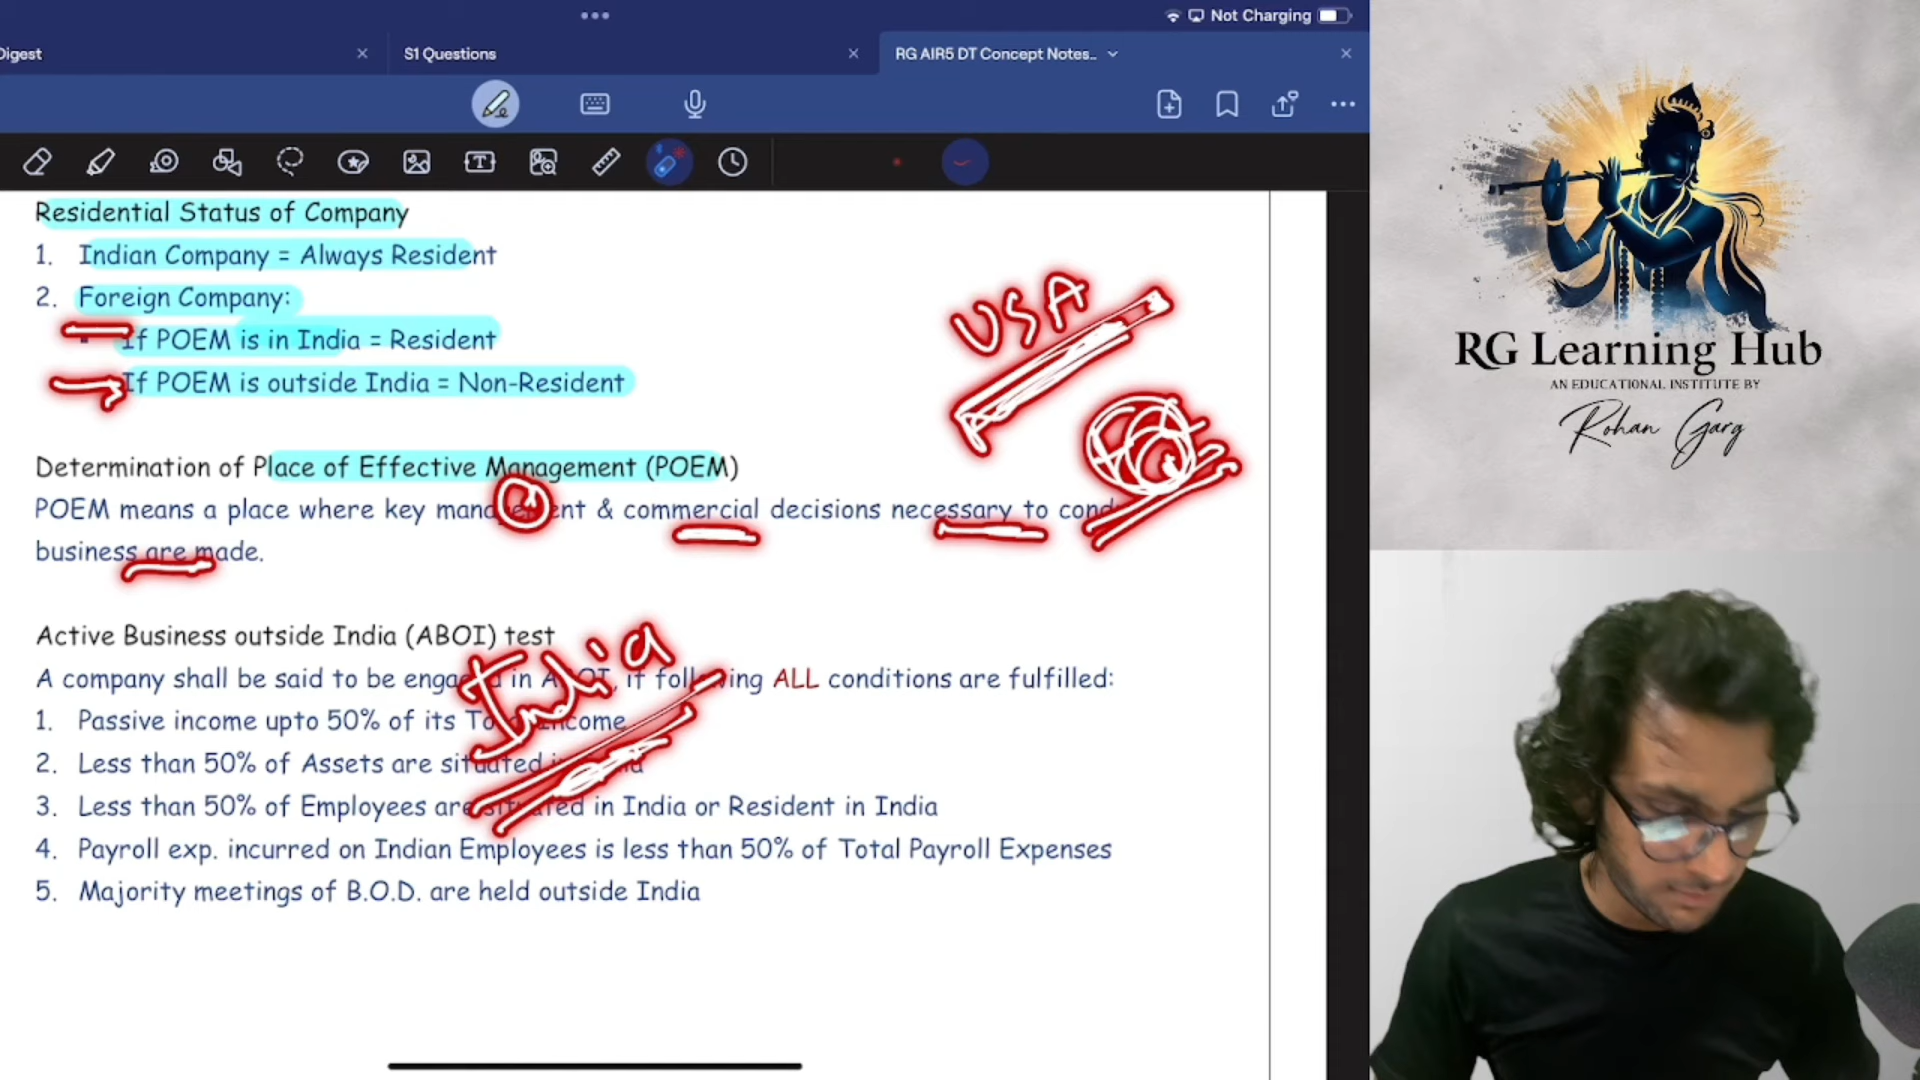 Not Charging
Digest
S1 Questions
RG AIR5 DT Concept Notes..
Residential Status of Company
1. Indian Company = Always Resident
2. Foreign Company:
If POEM is in India = Resident
If POEM is outside India = Non-Resident
USA
Determination of Place of Effective Management (POEM)
POEM means a place where key management & commercial decisions necessary to
business are made.
Active Business outside India (ABOI) test
A company shall be said to be engaged in ABOI, if following ALL conditions are fulfilled:
India
1. Passive income upto 50% of its Total Income
2. Less than 50% of Assets are situated in India
3. Less than 50% of Employees are situated in India or Resident in India
4. Payroll exp. incurred on Indian Employees is less than 50% of Total Payroll Expenses
5. Majority meetings of B.O.D. are held outside India
RG Learning Hub
AN EDUCATIONAL INSTITUTE BY
Rohan Garg